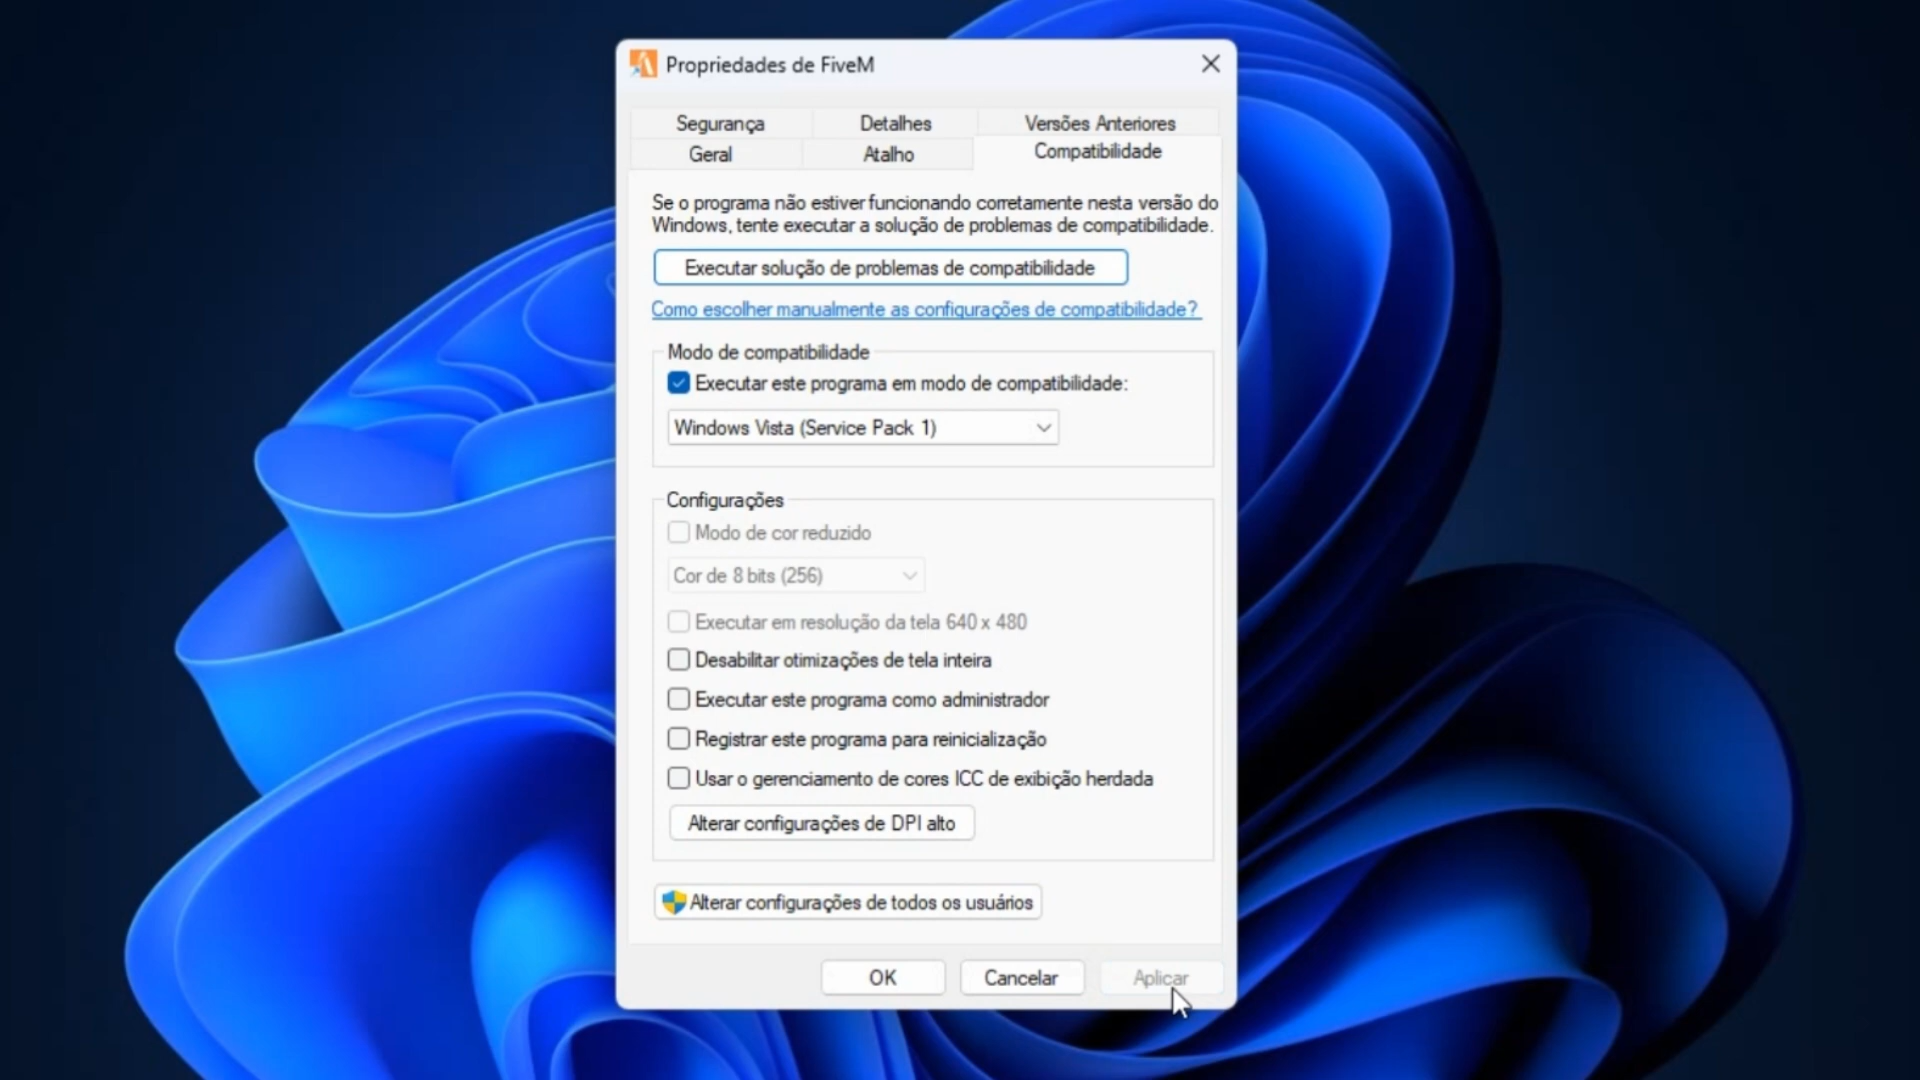 Propriedades de FiveM
Segurança
Detalhes
Versões Anteriores
Geral
Atalho
Compatibilidade
Se o programa não estiver funcionando corretamente nesta versão do
Windows, tente executar a solução de problemas de compatibilidade.
Executar solução de problemas de compatibilidade
Como escolher manualmente as configurações de compatibilidade?
Modo de compatibilidade
Executar este programa em modo de compatibilidade:
Windows Vista (Service Pack 1)
Configurações
Modo de cor reduzido
Cor de 8 bits (256)
Executar em resolução da tela 640 x 480
Desabilitar otimizações de tela inteira
Executar este programa como administrador
Registrar este programa para reinicialização
Usar o gerenciamento de cores ICC de exibição herdada
Alterar configurações de DPI alto
Alterar configurações de todos os usuários
OK
Cancelar
Aplicar